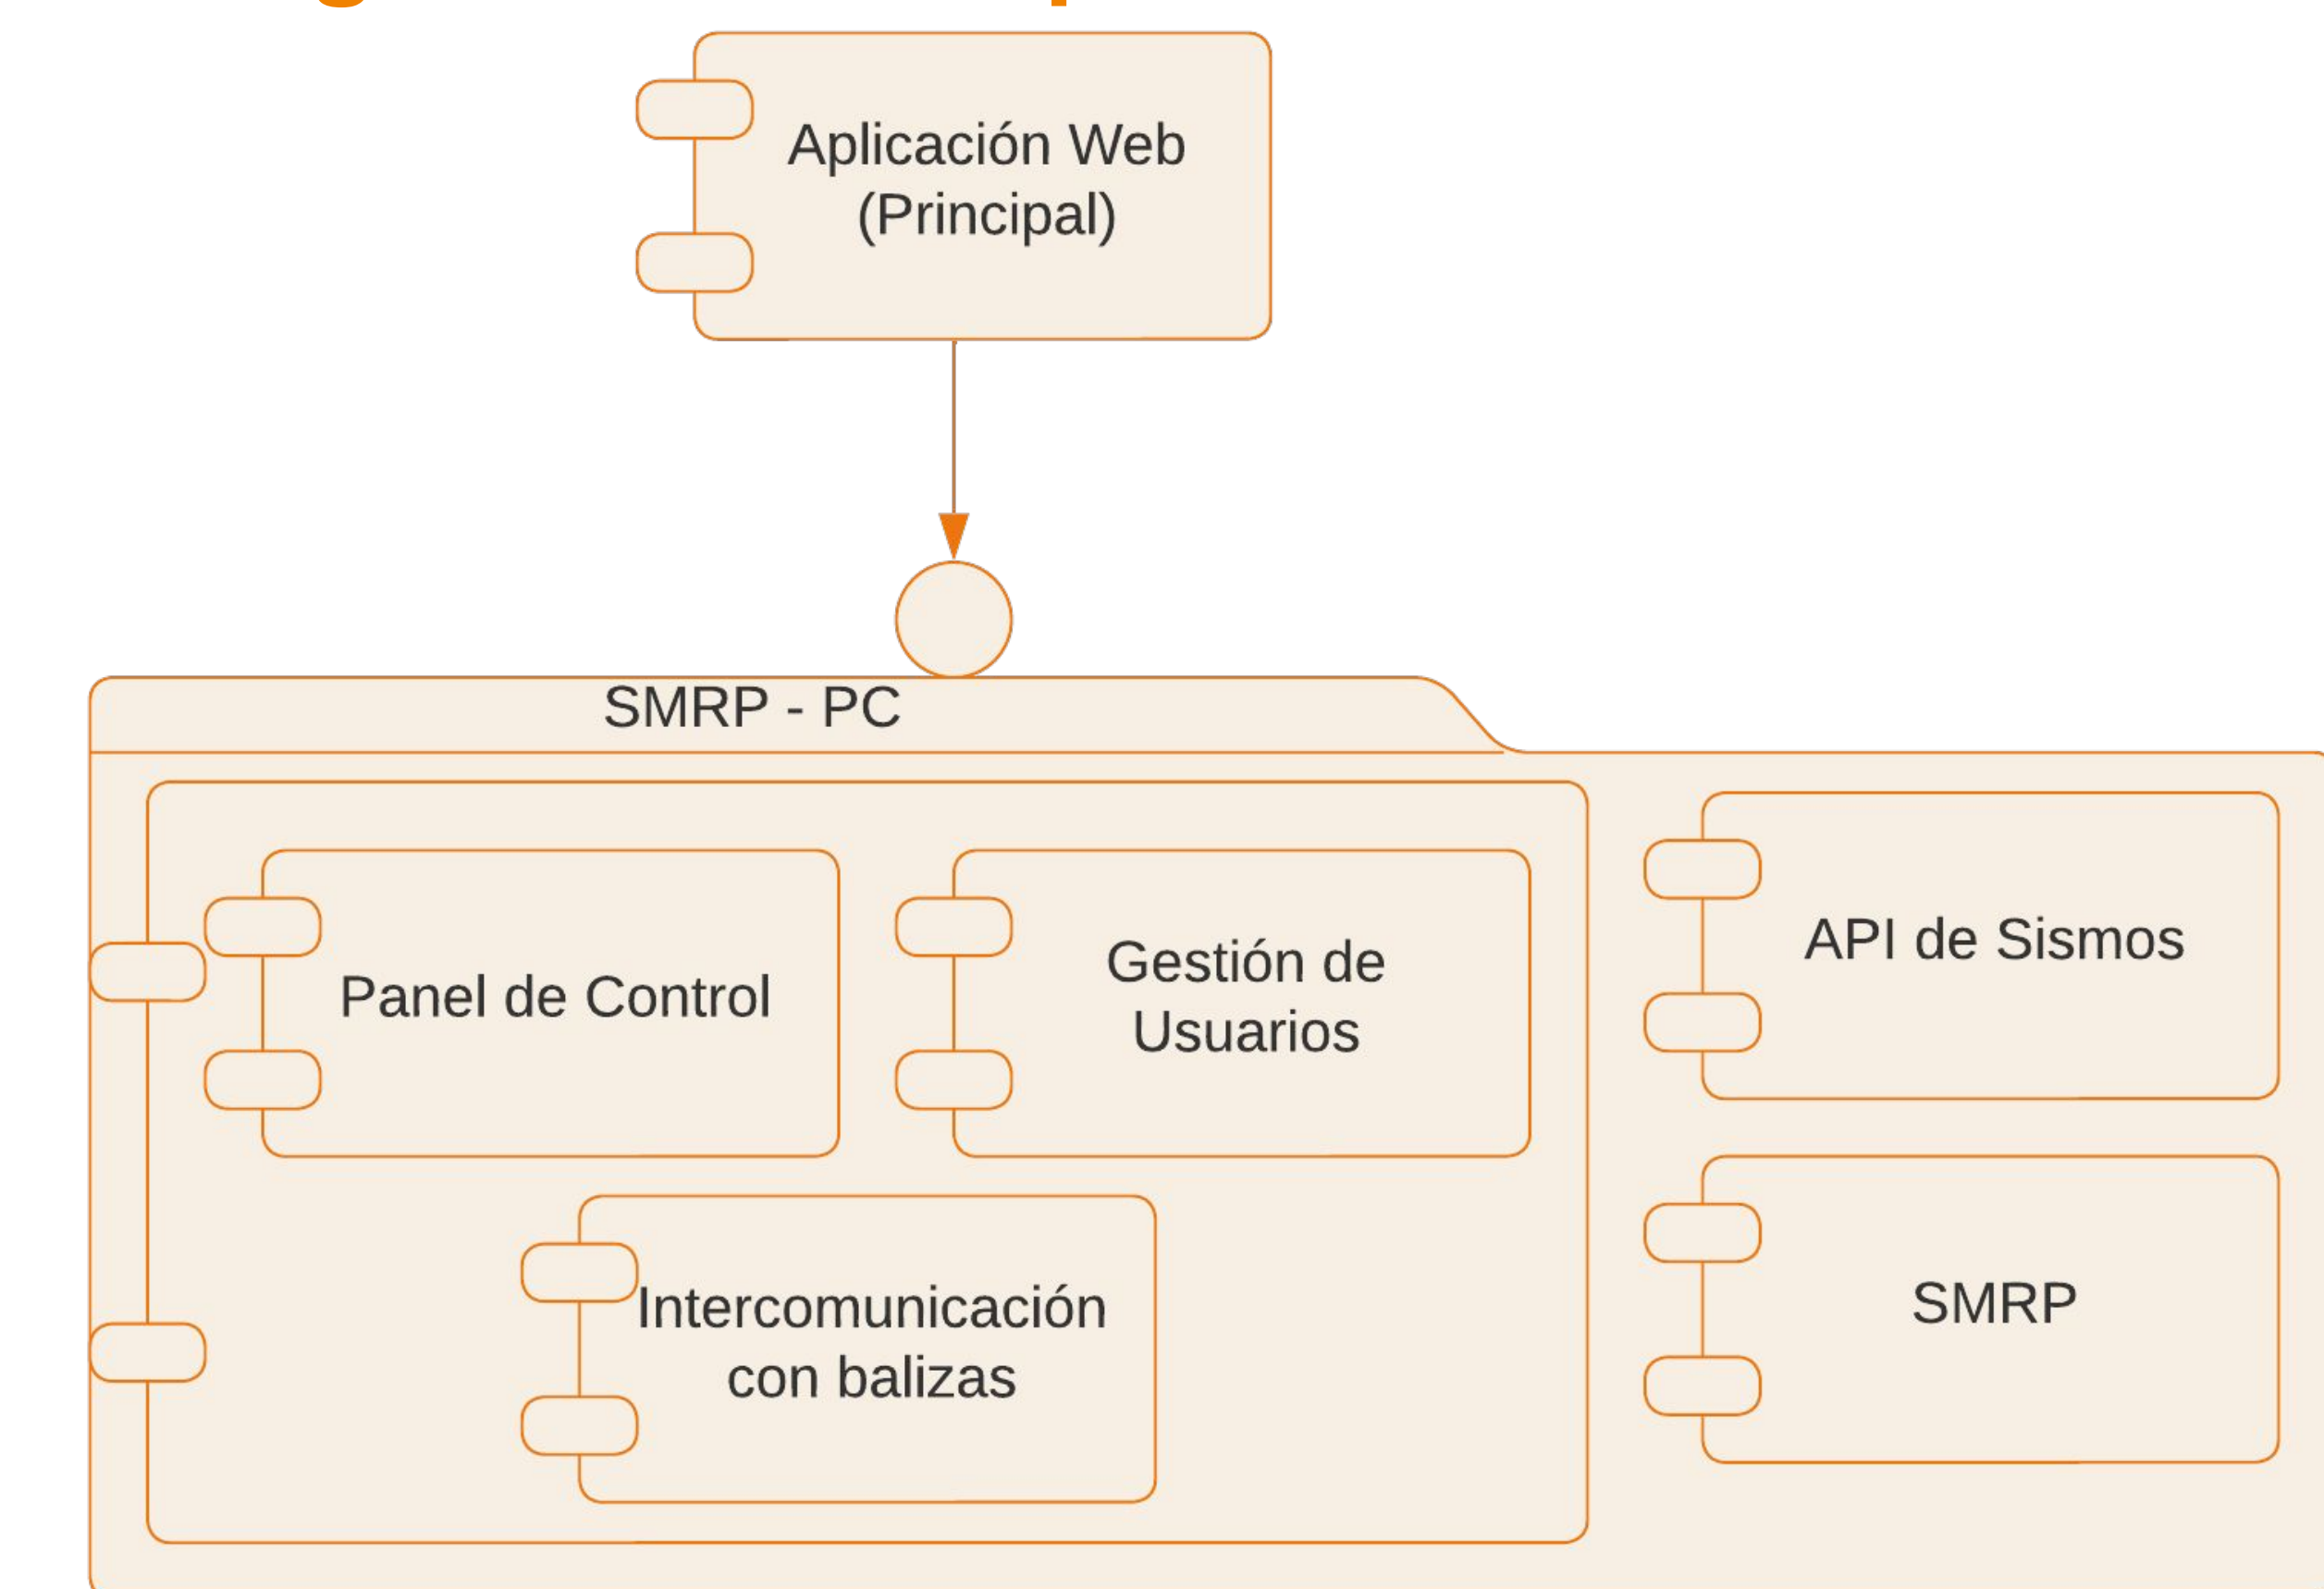 Aplicación Web
(Principal)
SMRP - PC
Panel de Control
Gestión de
Usuarios
API de Sismos
Intercomunicación
con balizas
SMRP